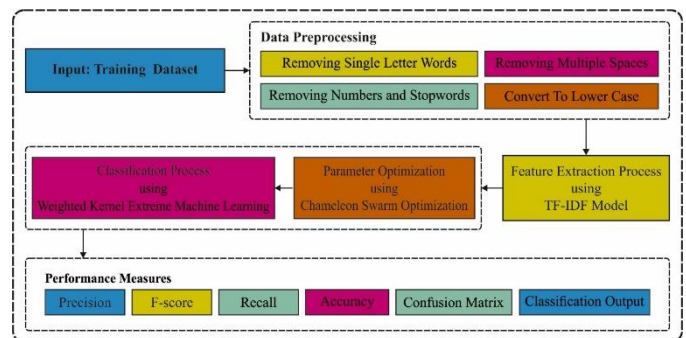 Data Preprocessing
Input: Training Dataset
Removing Single Letter Words
Removing Multiple Spaces
Removing Numbers and Stopwords
Convert To Lower Case
Classification Process
using
Weighted Kernel Extreme Machine Learning
Parameter Optimization
using
Chameleon Swarm Optimization
Feature Extraction Process
using
TF-IDF Model
Performance Measures
Precision
F-score
Recall
Accuracy
Confusion Matrix
Classification Output